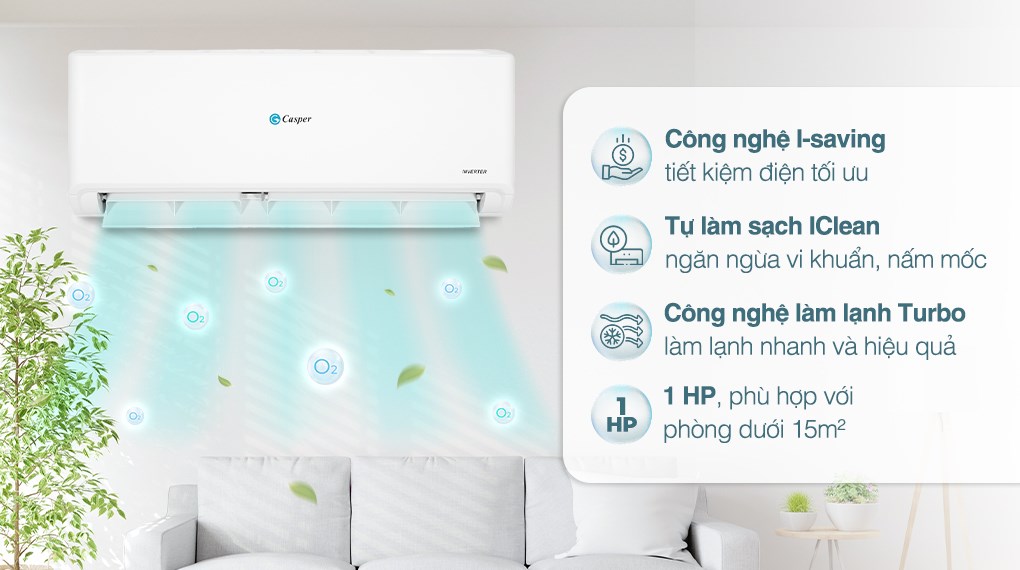 Casper
INVERTER
O2
O2
O2
O2
O2
O2
O2
Công nghệ I-saving
tiết kiệm điện tối ưu
Tự làm sạch IClean
ngăn ngừa vi khuẩn, nấm mốc
Công nghệ làm lạnh Turbo
làm lạnh nhanh và hiệu quả
1
HP
1 HP, phù hợp với
phòng dưới 15m²